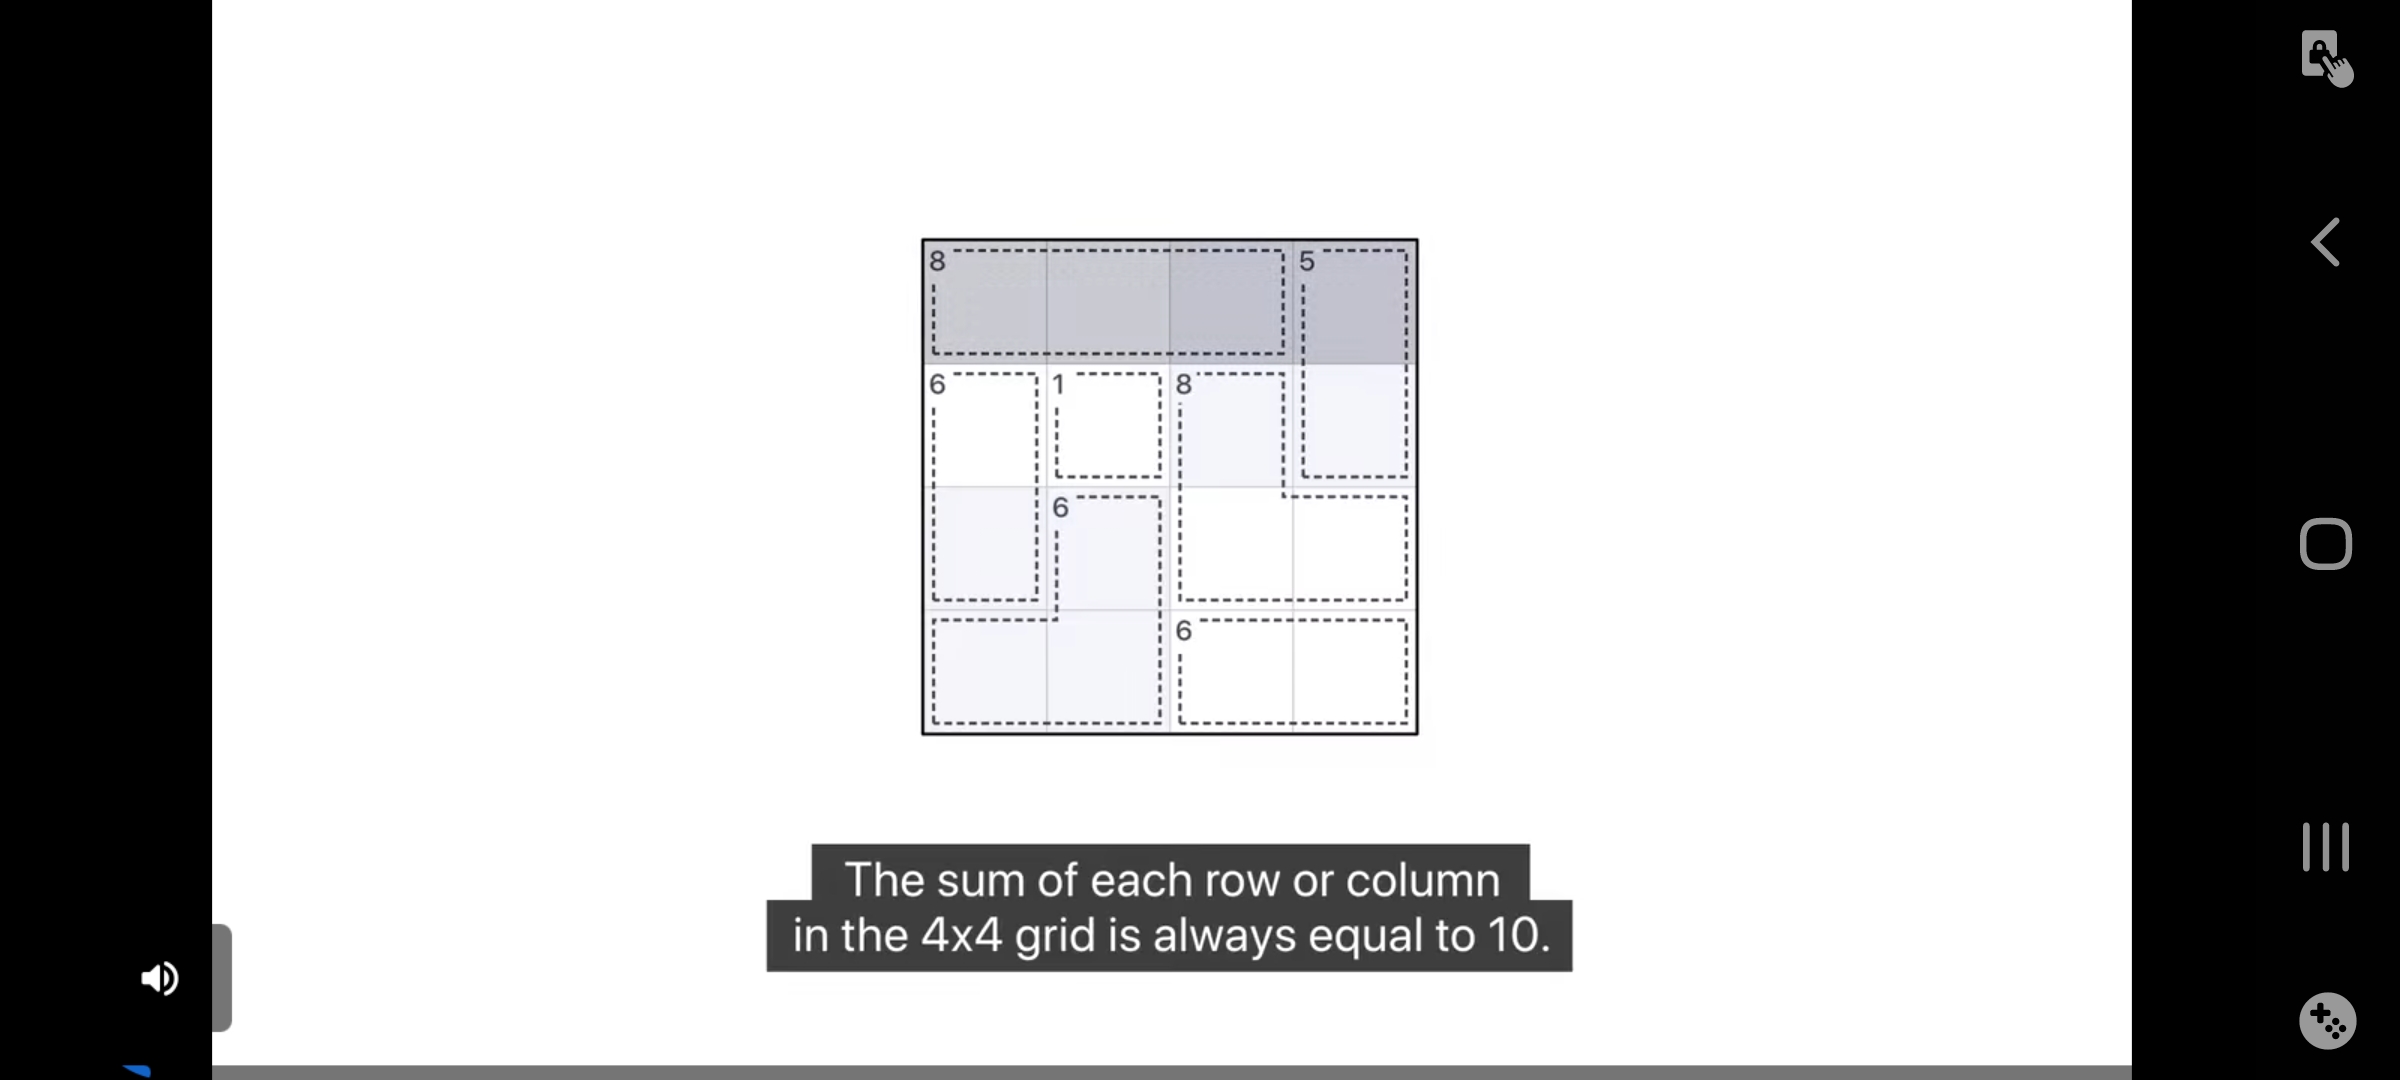 8 5
6 1 8
6
6
The sum of each row or column
in the 4x4 grid is always equal to 10.